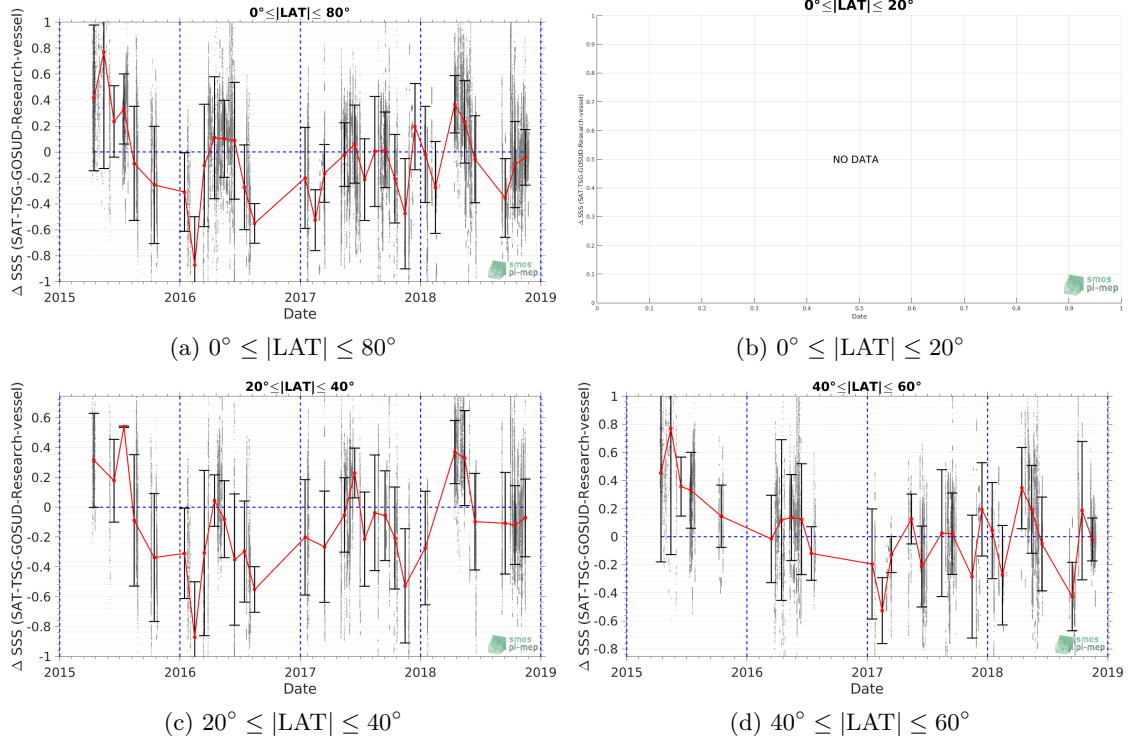 0°≤|LAT|≤ 80°
Δ SSS (SAT-TSG-GOSUD-Research-vessel)
1
0.8
0.6
0.4
0.2
0
-0.2
-0.4
-0.6
-0.8
-1
2015 2016 2017 2018 2019
Date
smos
pi-mep
(a) 0° ≤ |LAT| ≤ 80°
0°≤|LAT|≤ 20°
Δ SSS (SAT-TSG-GOSUD-Research-vessel)
1
0.9
0.8
0.7
0.6
0.5
0.4
0.3
0.2
0.1
0
NO DATA
0 0.1 0.2 0.3 0.4 0.5 0.6 0.7 0.8 0.9 1
Date
smos
pi-mep
(b) 0° ≤ |LAT| ≤ 20°
20°≤|LAT|≤ 40°
Δ SSS (SAT-TSG-GOSUD-Research-vessel)
0.6
0.4
0.2
0
-0.2
-0.4
-0.6
-0.8
-1
2015 2016 2017 2018 2019
Date
smos
pi-mep
(c) 20° ≤ |LAT| ≤ 40°
40°≤|LAT|≤ 60°
Δ SSS (SAT-TSG-GOSUD-Research-vessel)
1
0.8
0.6
0.4
0.2
0
-0.2
-0.4
-0.6
-0.8
2015 2016 2017 2018 2019
Date
smos
pi-mep
(d) 40° ≤ |LAT| ≤ 60°